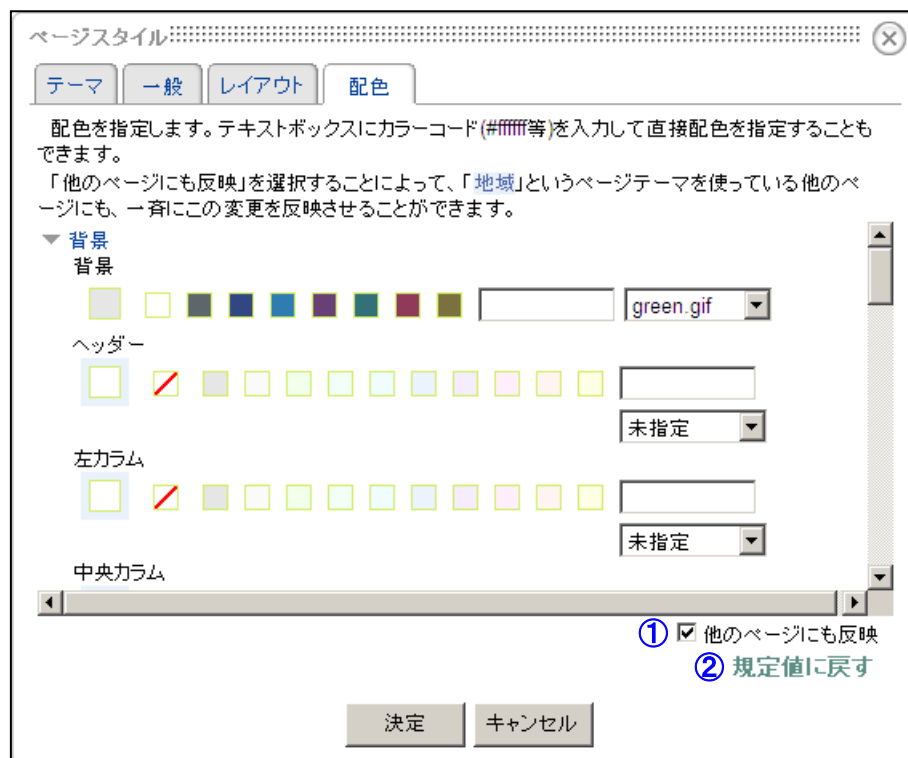 ページスタイル
テーマ 一般 レイアウト 配色
配色を指定します。テキストボックスにカラーコード(#ffffff等)を入力して直接配色を指定することも
できます。
「他のページにも反映」を選択することによって、「地域」というページテーマを使っている他のペ
ージにも、一斉にこの変更を反映させることができます。
背景
背景
green.gif
ヘッダー
未指定
左カラム
未指定
中央カラム
① 他のページにも反映
② 規定値に戻す
決定 キャンセル